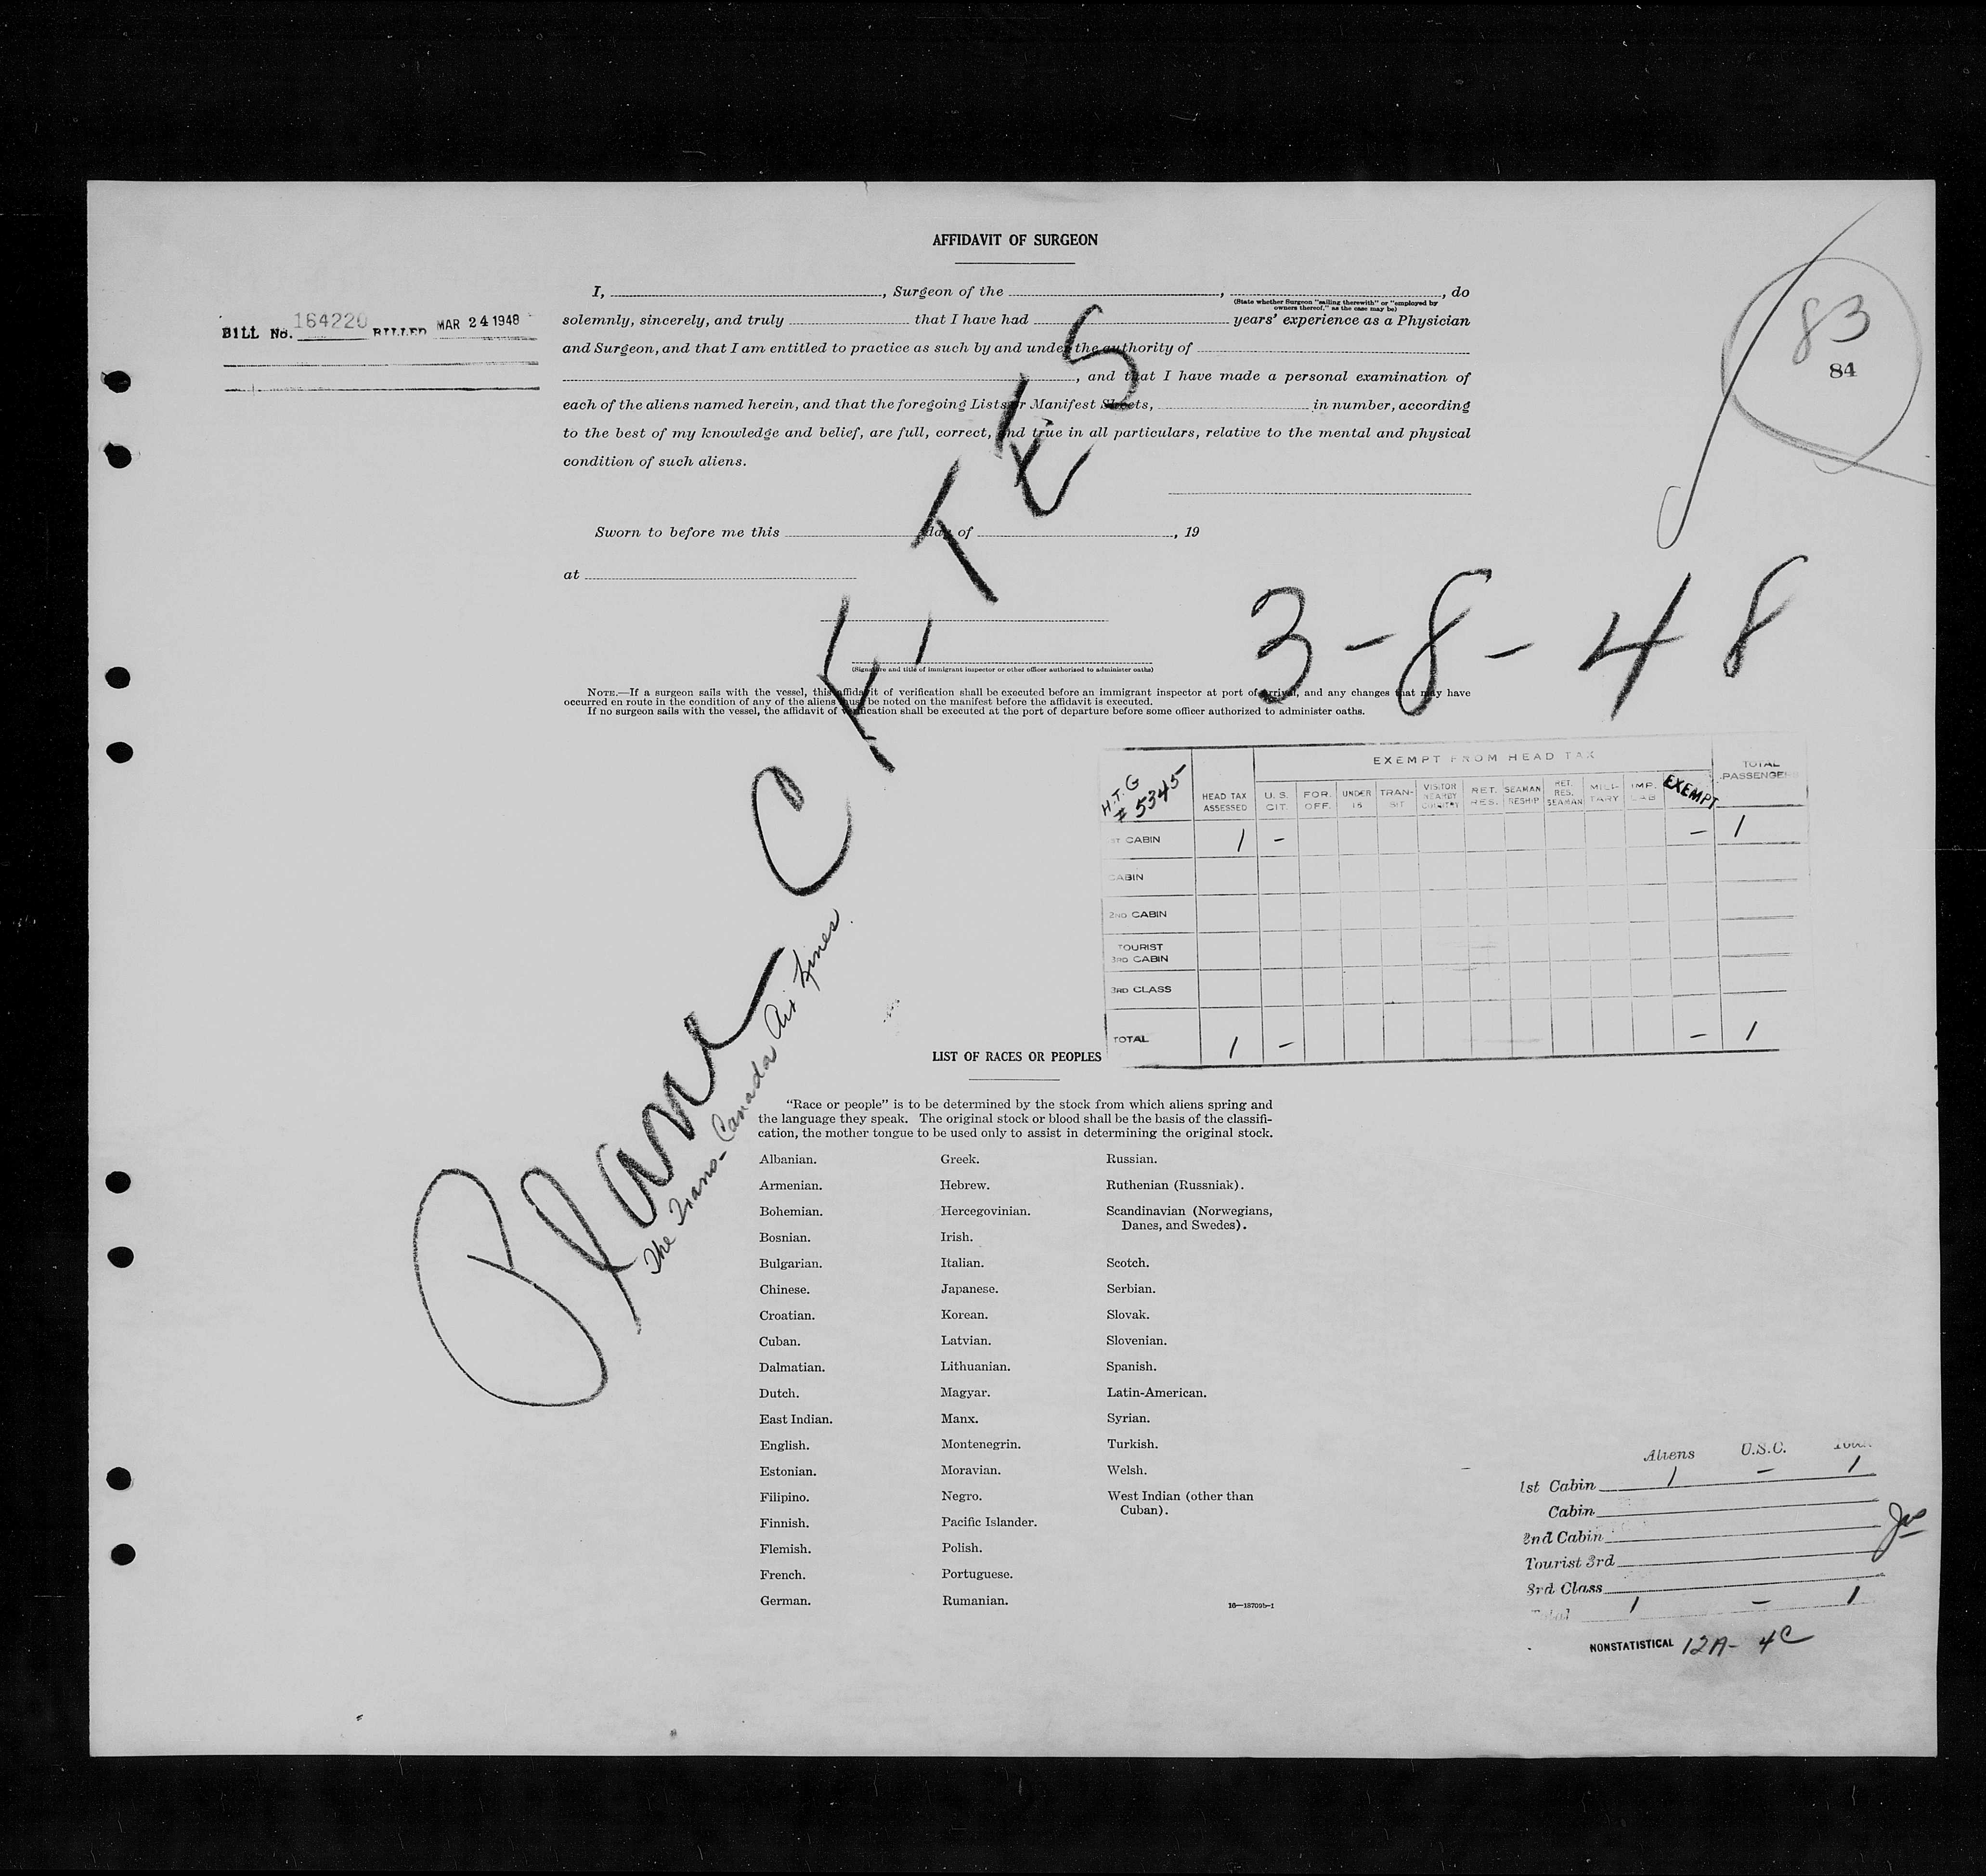 AFFIDAVIT OF SURGEON
I, , Surgeon of the , , do
(State whether Surgeon "sailing therewith" or "employed by
owners thereof," as the case may be)
BILL No. 164220 BILLED MAR 24 1948
solemnly, sincerely, and truly that I have had years' experience as a Physician
and Surgeon, and that I am entitled to practice as such by and under the authority of
, and that I have made a personal examination of
each of the aliens named herein, and that the foregoing Lists or Manifest Sheets, in number, according
to the best of my knowledge and belief, are full, correct, and true in all particulars, relative to the mental and physical
condition of such aliens.
83
84
Sworn to before me this day of , 19
at
(Signature and title of immigrant inspector or other officer authorized to administer oaths)
3-8-48
NOTE.—If a surgeon sails with the vessel, this affidavit of verification shall be executed before an immigrant inspector at port of arrival, and any changes that may have
occurred en route in the condition of any of the aliens must be noted on the manifest before the affidavit is executed.
If no surgeon sails with the vessel, the affidavit of verification shall be executed at the port of departure before some officer authorized to administer oaths.
Plane CF-TES
The Trans-Canada Air Lines.
H.T.G
# 5345
EXEMPT FROM HEAD TAX
HEAD TAX ASSESSED
U. S. CIT.
FOR. OFF.
UNDER 16
TRANSIT
VISITOR NEARBY COUNTRY
RET. RES.
SEAMAN RESHIP
RET. RES. SEAMAN
MILITARY
IMP. LAB
EXEMPT
TOTAL PASSENGERS
1ST CABIN 1 - - 1
CABIN
2ND CABIN
TOURIST
3RD CABIN
3RD CLASS
TOTAL 1 - - 1
LIST OF RACES OR PEOPLES
"Race or people" is to be determined by the stock from which aliens spring and
the language they speak. The original stock or blood shall be the basis of the classifi-
cation, the mother tongue to be used only to assist in determining the original stock.
Albanian. Greek. Russian.
Armenian. Hebrew. Ruthenian (Russniak).
Bohemian. Hercegovinian. Scandinavian (Norwegians,
Danes, and Swedes).
Bosnian. Irish.
Bulgarian. Italian. Scotch.
Chinese. Japanese. Serbian.
Croatian. Korean. Slovak.
Cuban. Latvian. Slovenian.
Dalmatian. Lithuanian. Spanish.
Dutch. Magyar. Latin-American.
East Indian. Manx. Syrian.
English. Montenegrin. Turkish.
Estonian. Moravian. Welsh.
Filipino. Negro. West Indian (other than
Cuban).
Finnish. Pacific Islander.
Flemish. Polish.
French. Portuguese.
German. Rumanian.
16—18709b-1
Aliens U.S.C. Total
1st Cabin 1 - 1
Cabin
2nd Cabin
Tourist 3rd
3rd Class
Total 1 - 1
NONSTATISTICAL 12A- 4C